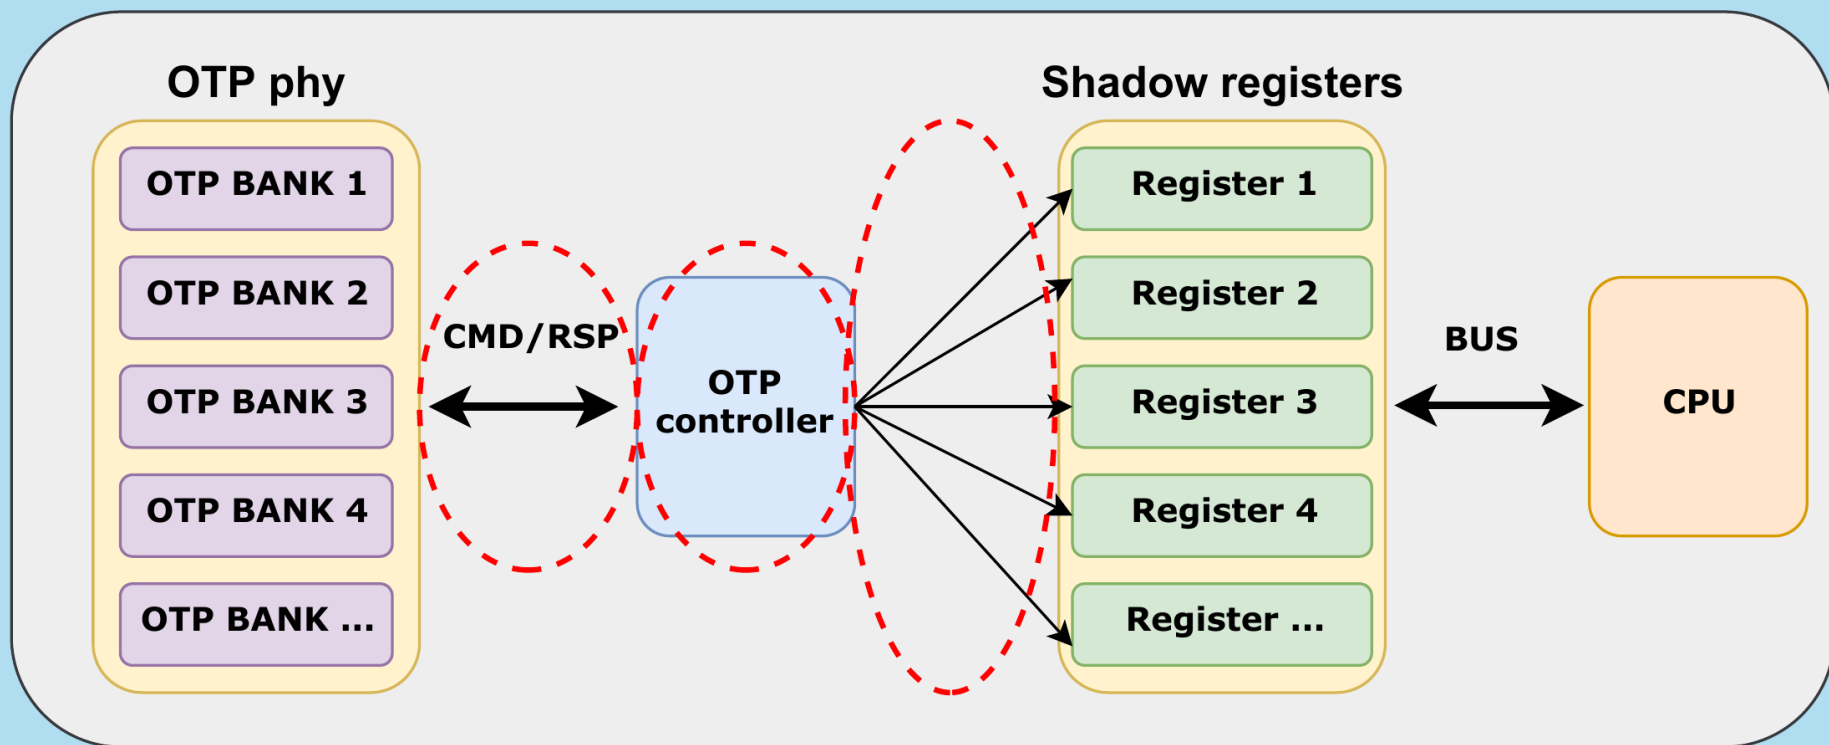 OTP phy
OTP BANK 1
OTP BANK 2
OTP BANK 3
OTP BANK 4
OTP BANK ...
CMD/RSP
OTP
controller
Shadow registers
Register 1
Register 2
Register 3
Register 4
Register ...
BUS
CPU